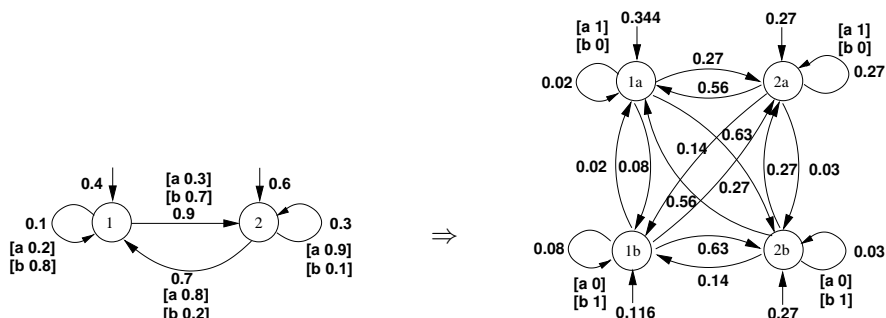 0.4
0.6
[a 0.3]
[b 0.7]
0.9
0.1
1
2
0.3
[a 0.2]
[b 0.8]
[a 0.9]
[b 0.1]
0.7
[a 0.8]
[b 0.2]
⇒
0.344
0.27
[a 1]
[b 0]
[a 1]
[b 0]
0.27
0.02
1a
2a
0.27
0.56
0.14
0.63
0.02
0.08
0.27
0.03
0.56
0.27
0.08
1b
0.63
2b
0.03
0.14
[a 0]
[b 1]
[a 0]
[b 1]
0.116
0.27